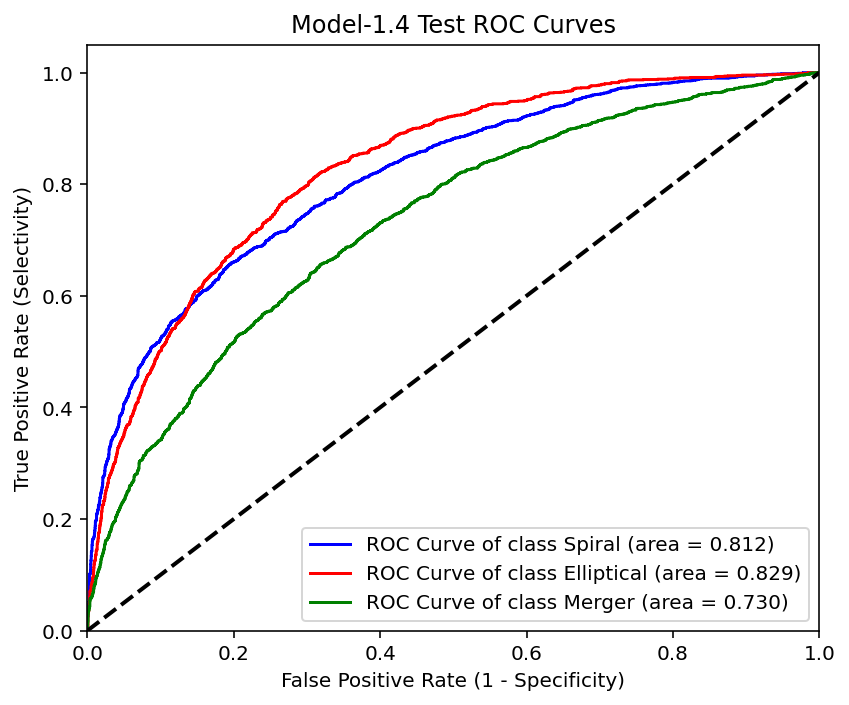 Model-1.4 Test ROC Curves
True Positive Rate (Selectivity)
1.0
0.8
0.6
0.4
0.2
0.0
ROC Curve of class Spiral (area = 0.812)
ROC Curve of class Elliptical (area = 0.829)
ROC Curve of class Merger (area = 0.730)
0.0 0.2 0.4 0.6 0.8 1.0
False Positive Rate (1 - Specificity)